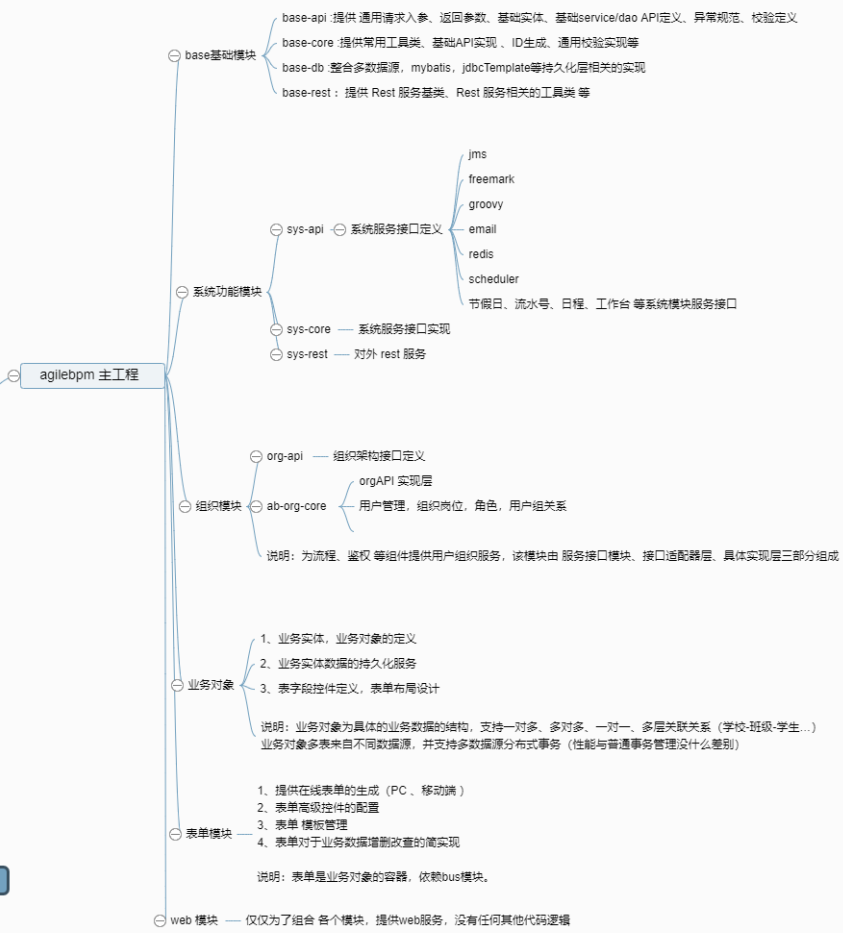 base基础模块
base-api :提供 通用请求入参、返回参数、基础实体、基础service/dao API定义、异常规范、校验定义
base-core :提供常用工具类、基础API实现 、ID生成、通用校验实现等
base-db :整合多数据源，mybatis，jdbcTemplate等持久化层相关的实现
base-rest ：提供 Rest 服务基类、Rest 服务相关的工具类 等
系统功能模块
sys-api
系统服务接口定义
jms
freemark
groovy
email
redis
scheduler
节假日、流水号、日程、工作台 等系统模块服务接口
sys-core
系统服务接口实现
sys-rest
对外 rest 服务
agilebpm 主工程
组织模块
org-api
组织架构接口定义
ab-org-core
orgAPI 实现层
用户管理，组织岗位，角色，用户组关系
说明：为流程、鉴权 等组件提供用户组织服务，该模块由 服务接口模块、接口适配器层、具体实现层三部分组成
业务对象
1、业务实体，业务对象的定义
2、业务实体数据的持久化服务
3、表字段控件定义，表单布局设计
说明：业务对象为具体的业务数据的结构，支持一对多、多对多、一对一、多层关联关系（学校-班级-学生...）
业务对象多表来自不同数据源，并支持多数据源分布式事务（性能与普通事务管理没什么差别）
表单模块
1、提供在线表单的生成（PC 、移动端 ）
2、表单高级控件的配置
3、表单 模板管理
4、表单对于业务数据增删改查的简实现
说明：表单是业务对象的容器，依赖bus模块。
web 模块
仅仅为了组合 各个模块，提供web服务，没有任何其他代码逻辑